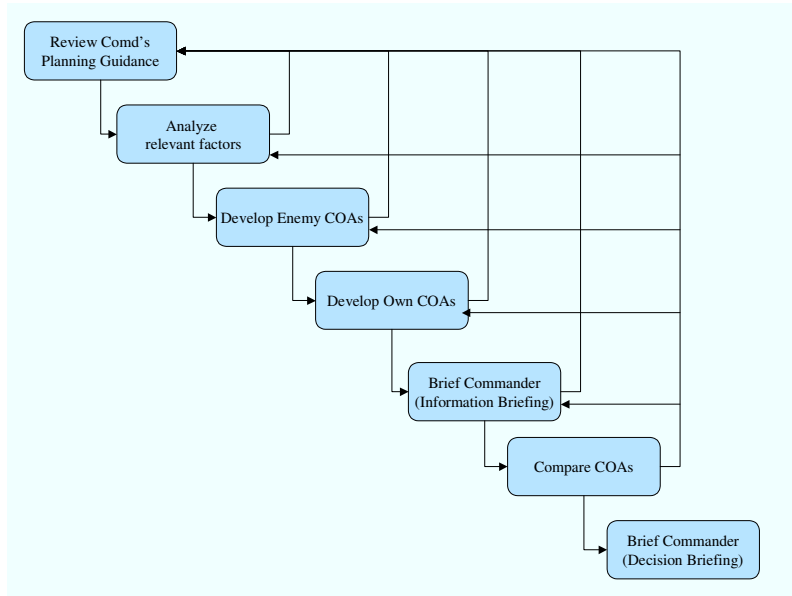 Review Comd's
Planning Guidance
Analyze
relevant factors
Develop Enemy COAs
Develop Own COAs
Brief Commander
(Information Briefing)
Compare COAs
Brief Commander
(Decision Briefing)